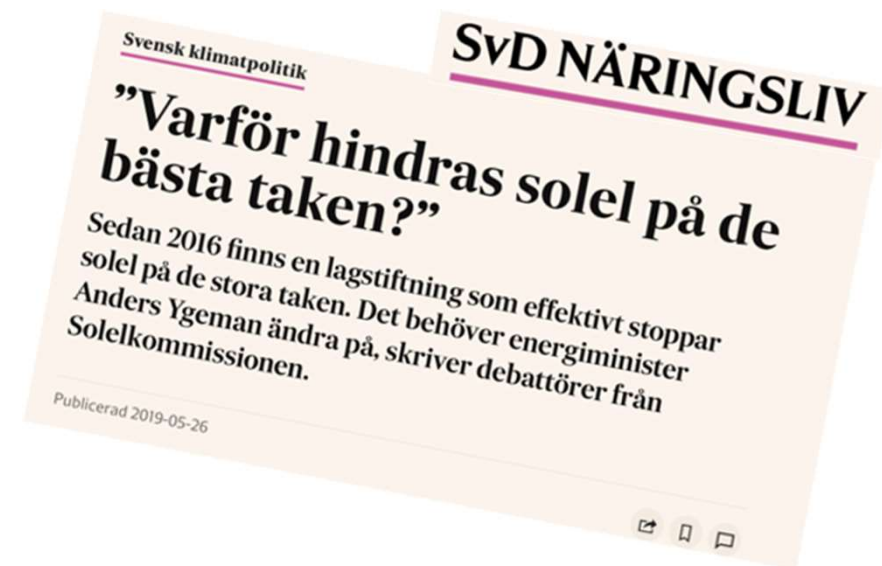 Svensk klimatpolitik
SvD NÄRINGSLIV
”Varför hindras solel på de
bästa taken?”
Sedan 2016 finns en lagstiftning som effektivt stoppar
solel på de stora taken. Det behöver energiminister
Anders Ygeman ändra på, skriver debattörer från
Solelkommissionen.
Publicerad 2019-05-26